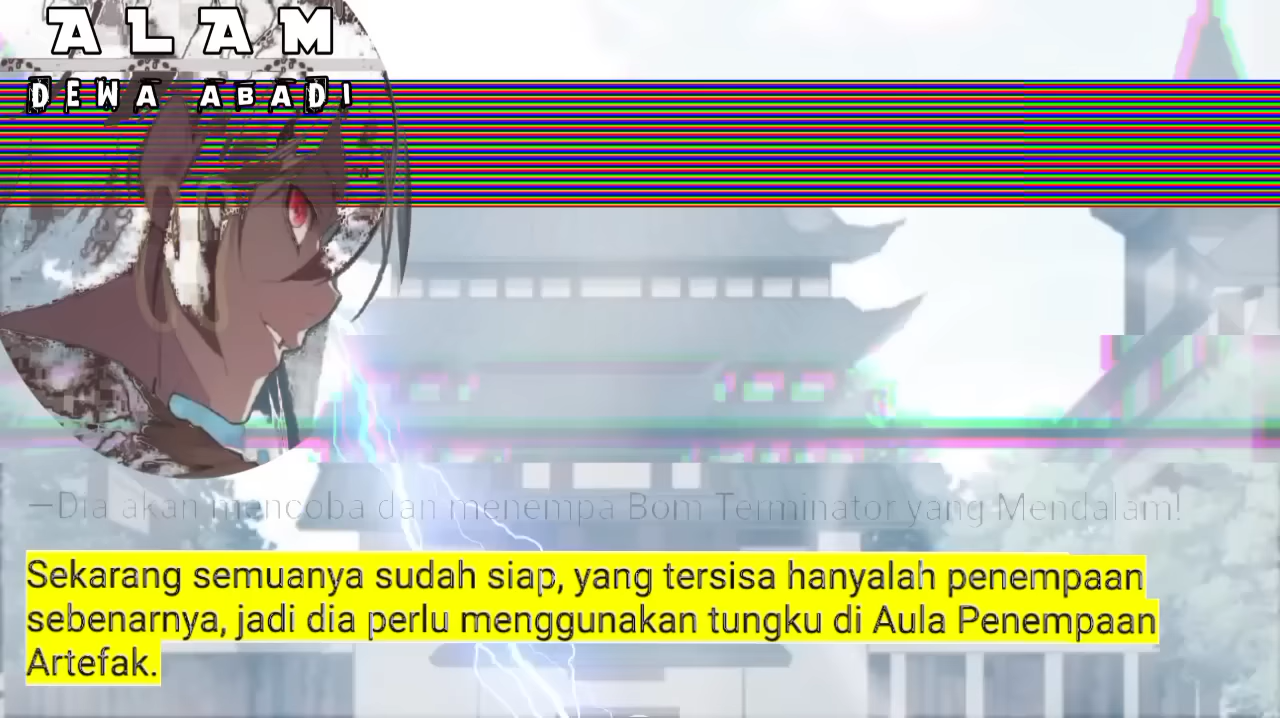 ALAM
DEWA ABADI
—Dia akan mencoba dan menempa Bom Terminator yang Mendalam!
Sekarang semuanya sudah siap, yang tersisa hanyalah penempaan
sebenarnya, jadi dia perlu menggunakan tungku di Aula Penempaan
Artefak.